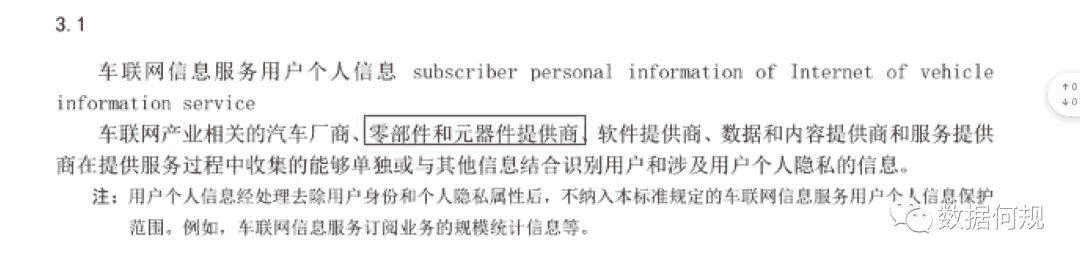 3.1
车联网信息服务用户个人信息 subscriber personal information of Internet of vehicle
information service
车联网产业相关的汽车厂商、零部件和元器件提供商、软件提供商、数据和内容提供商和服务提供
商在提供服务过程中收集的能够单独或与其他信息结合识别用户和涉及用户个人隐私的信息。
注：用户个人信息经处理去除用户身份和个人隐私属性后，不纳入本标准规定的车联网信息服务用户个人信息保护
范围。例如，车联网信息服务订阅业务的规模统计信息等。
数据何规
↑0
↓0